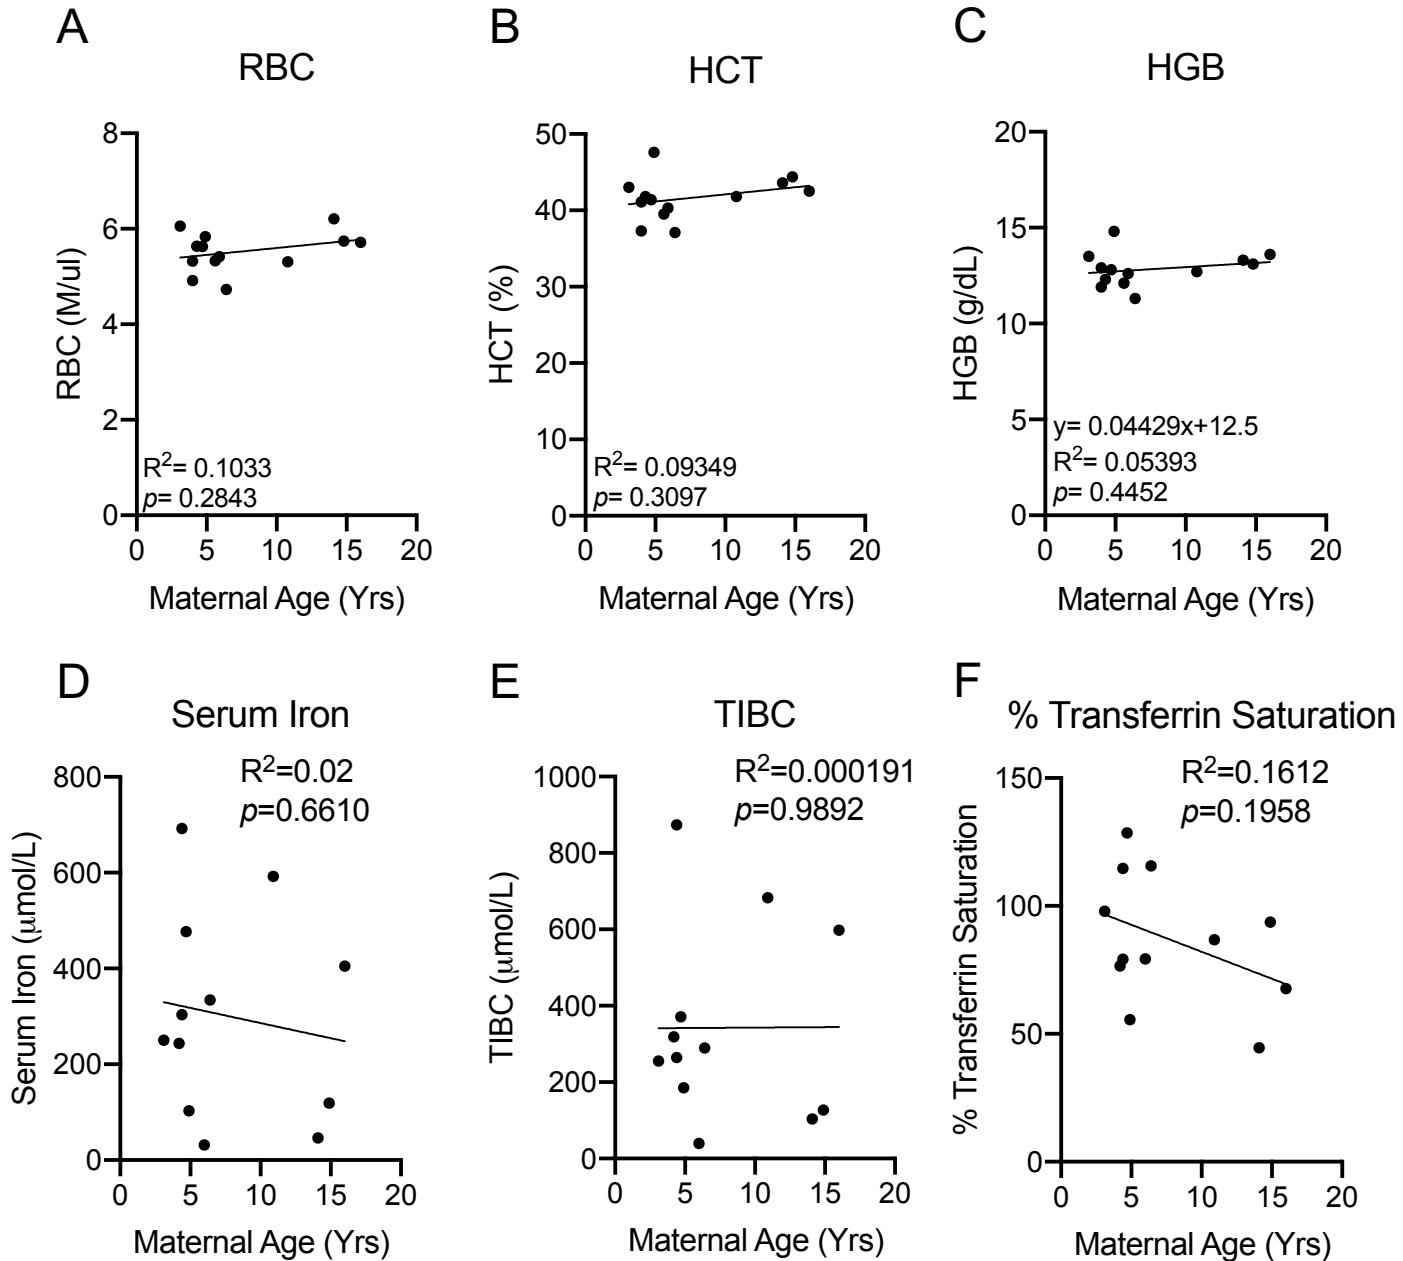 A
RBC
RBC (M/ul)
8
6
4
2
0
R²= 0.1033
p= 0.2843
0 5 10 15 20
Maternal Age (Yrs)
B
HCT
HCT (%)
50
40
30
20
10
0
R²= 0.09349
p= 0.3097
0 5 10 15 20
Maternal Age (Yrs)
C
HGB
HGB (g/dL)
20
15
10
5
0
y= 0.04429x+12.5
R²= 0.05393
p= 0.4452
0 5 10 15 20
Maternal Age (Yrs)
D
Serum Iron
R²=0.02
p=0.6610
Serum Iron (μmol/L)
800
600
400
200
0
0 5 10 15 20
Maternal Age (Yrs)
E
TIBC
R²=0.000191
p=0.9892
TIBC (μmol/L)
1000
800
600
400
200
0
0 5 10 15 20
Maternal Age (Yrs)
F
% Transferrin Saturation
R²=0.1612
p=0.1958
% Transferrin Saturation
150
100
50
0
0 5 10 15 20
Maternal Age (Yrs)